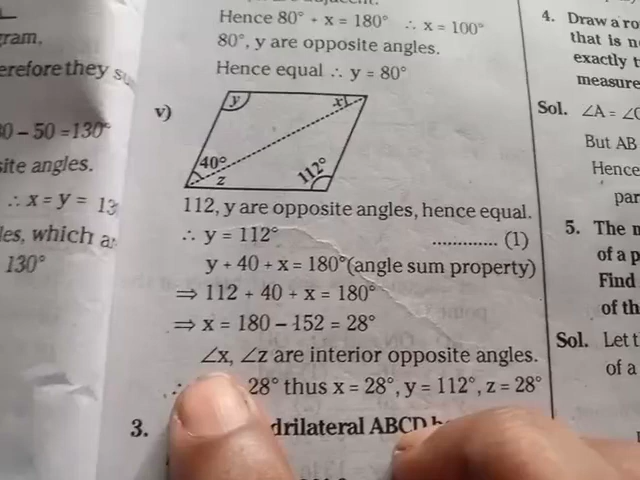 gram.
erefore they su
80 – 50 = 130°
site angles.
∴ x = y = 13
les, which ar
130°
Hence 80° + x = 180° ∴ x = 100°
80°, y are opposite angles.
Hence equal ∴ y = 80°
v)
y
x
40°
z
112°
112, y are opposite angles, hence equal.
∴ y = 112° ............. (1)
y + 40 + x = 180° (angle sum property)
⇒ 112 + 40 + x = 180°
⇒ x = 180 – 152 = 28°
∠x, ∠z are interior opposite angles.
28° thus x = 28°, y = 112°, z = 28°
3. drilateral ABCD
4. Draw a ro
that is n
exactly t
measure
Sol. ∠A = ∠C
But AB
Hence
par
5. The m
of a p
Find
of th
Sol. Let t
of a